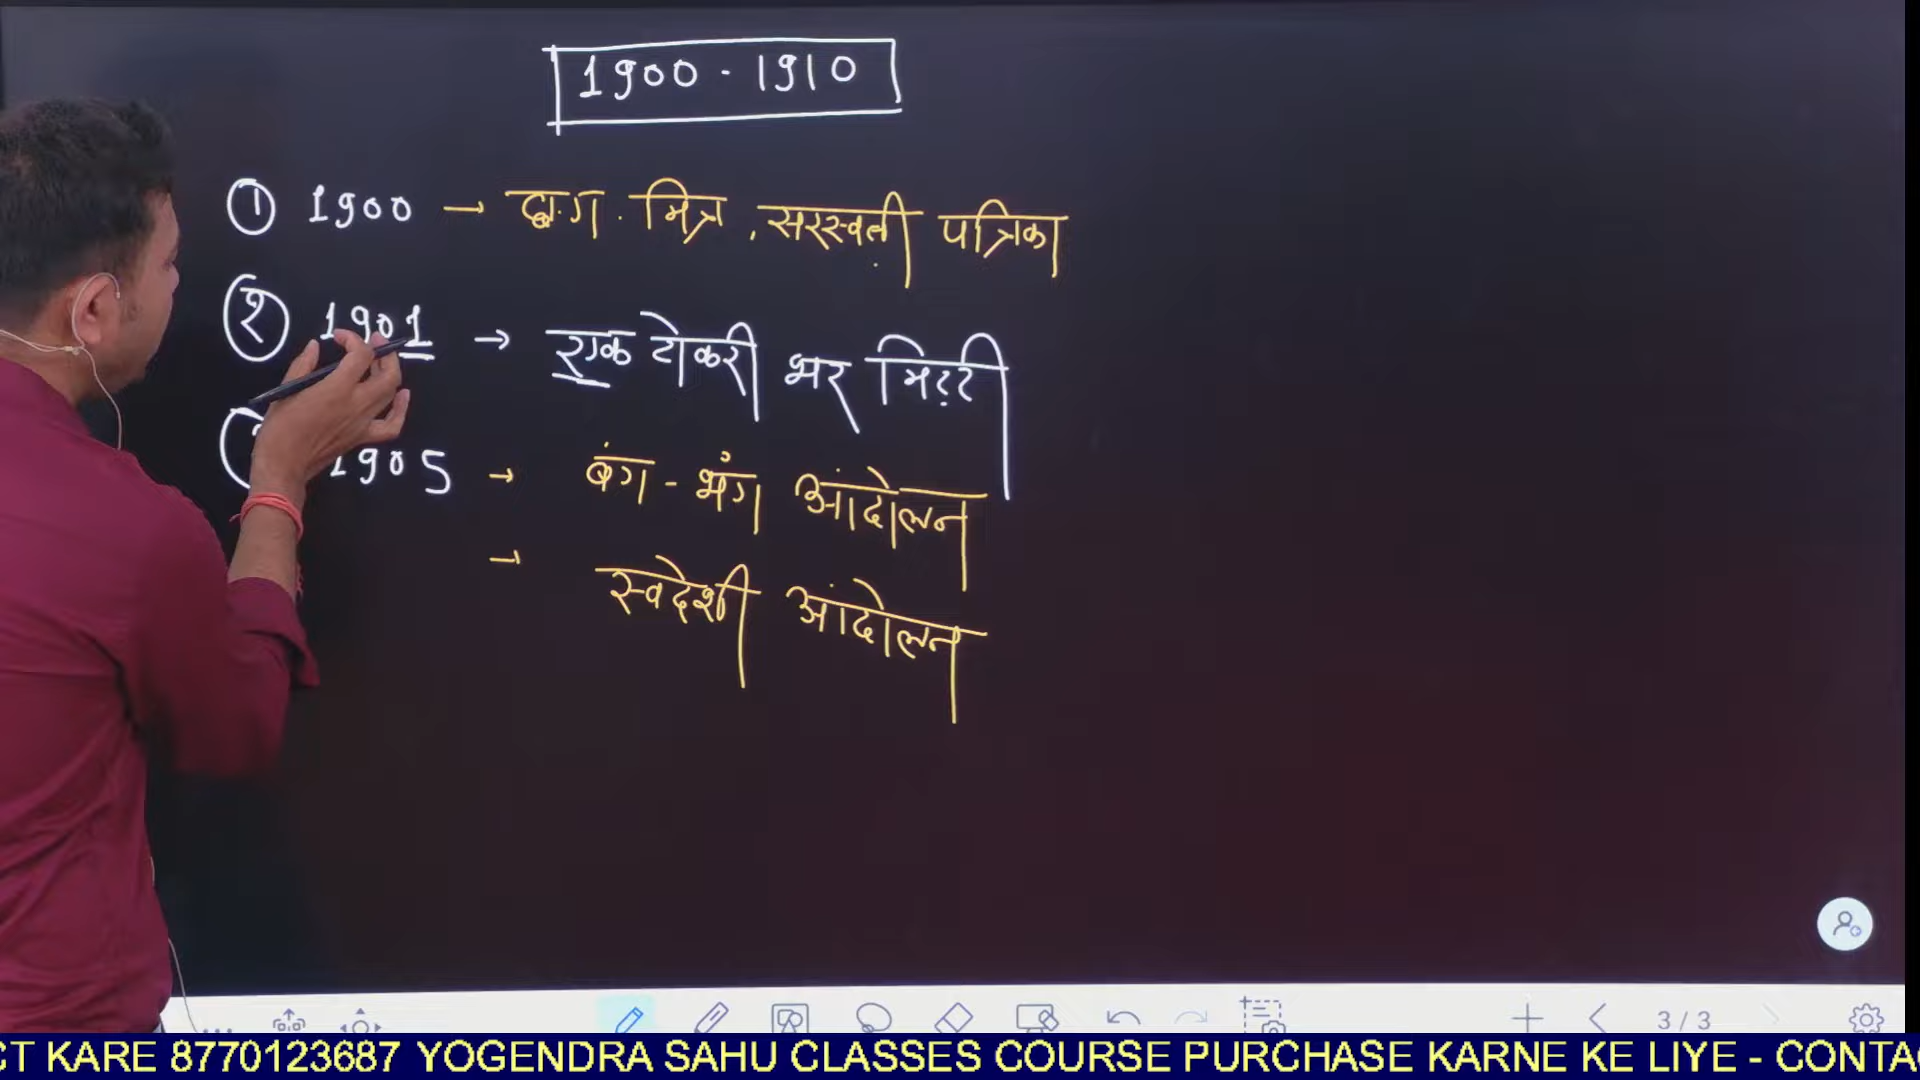 1900 - 1910
① 1900 → छ.ग. मित्र, सरस्वती पत्रिका
② 1901 → एक टोकरी भर मिट्टी
1905 → बंग-भंग आंदोलन
→ स्वदेशी आंदोलन
3/3
CT KARE 8770123687 YOGENDRA SAHU CLASSES COURSE PURCHASE KARNE KE LIYE - CONTA